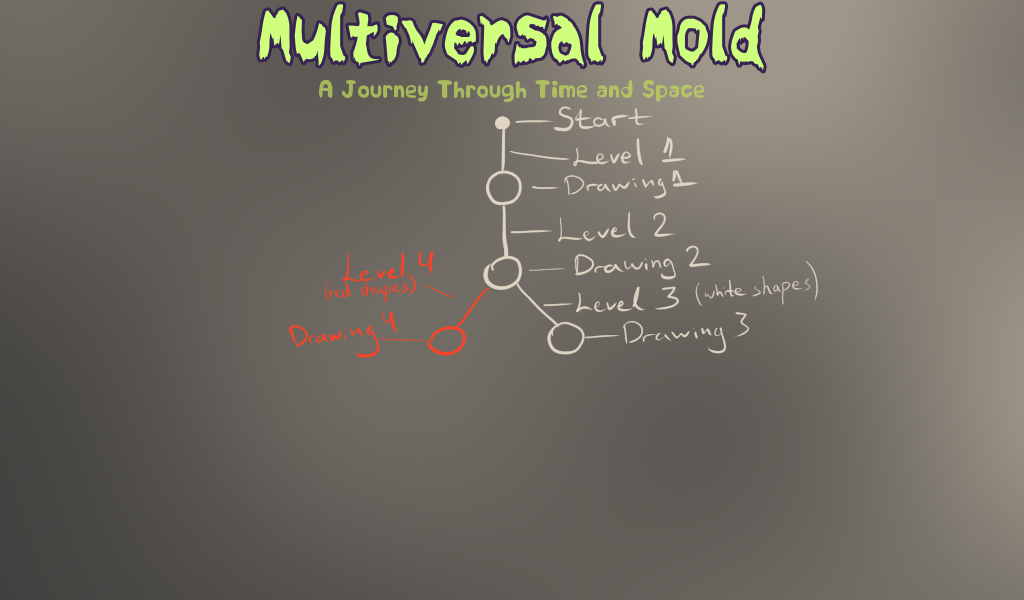 Multiversal Mold
A Journey Through Time and Space
Start
Level 1
Drawing 1
Level 2
Drawing 2
Level 3 (white shapes)
Drawing 3
Level 4
(red shapes)
Drawing 4